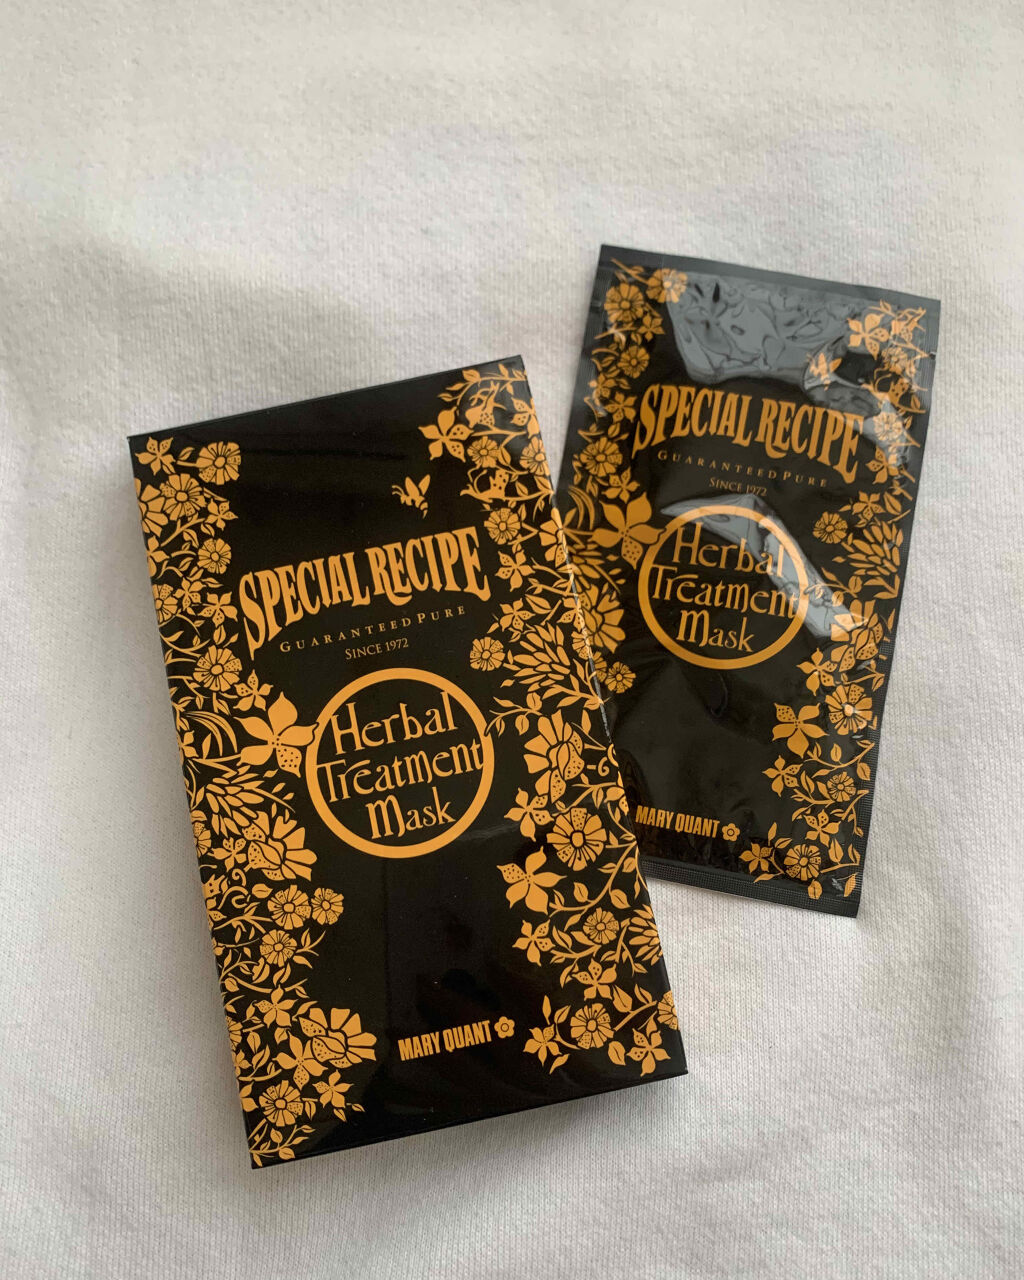 SPECIAL RECIPE
GUARANTEED PURE
SINCE 1972
Herbal
Treatment
Mask
MARY QUANT
SPECIAL RECIPE
GUARANTEED PURE
SINCE 1972
Herbal
Treatment
Mask
MARY QUANT